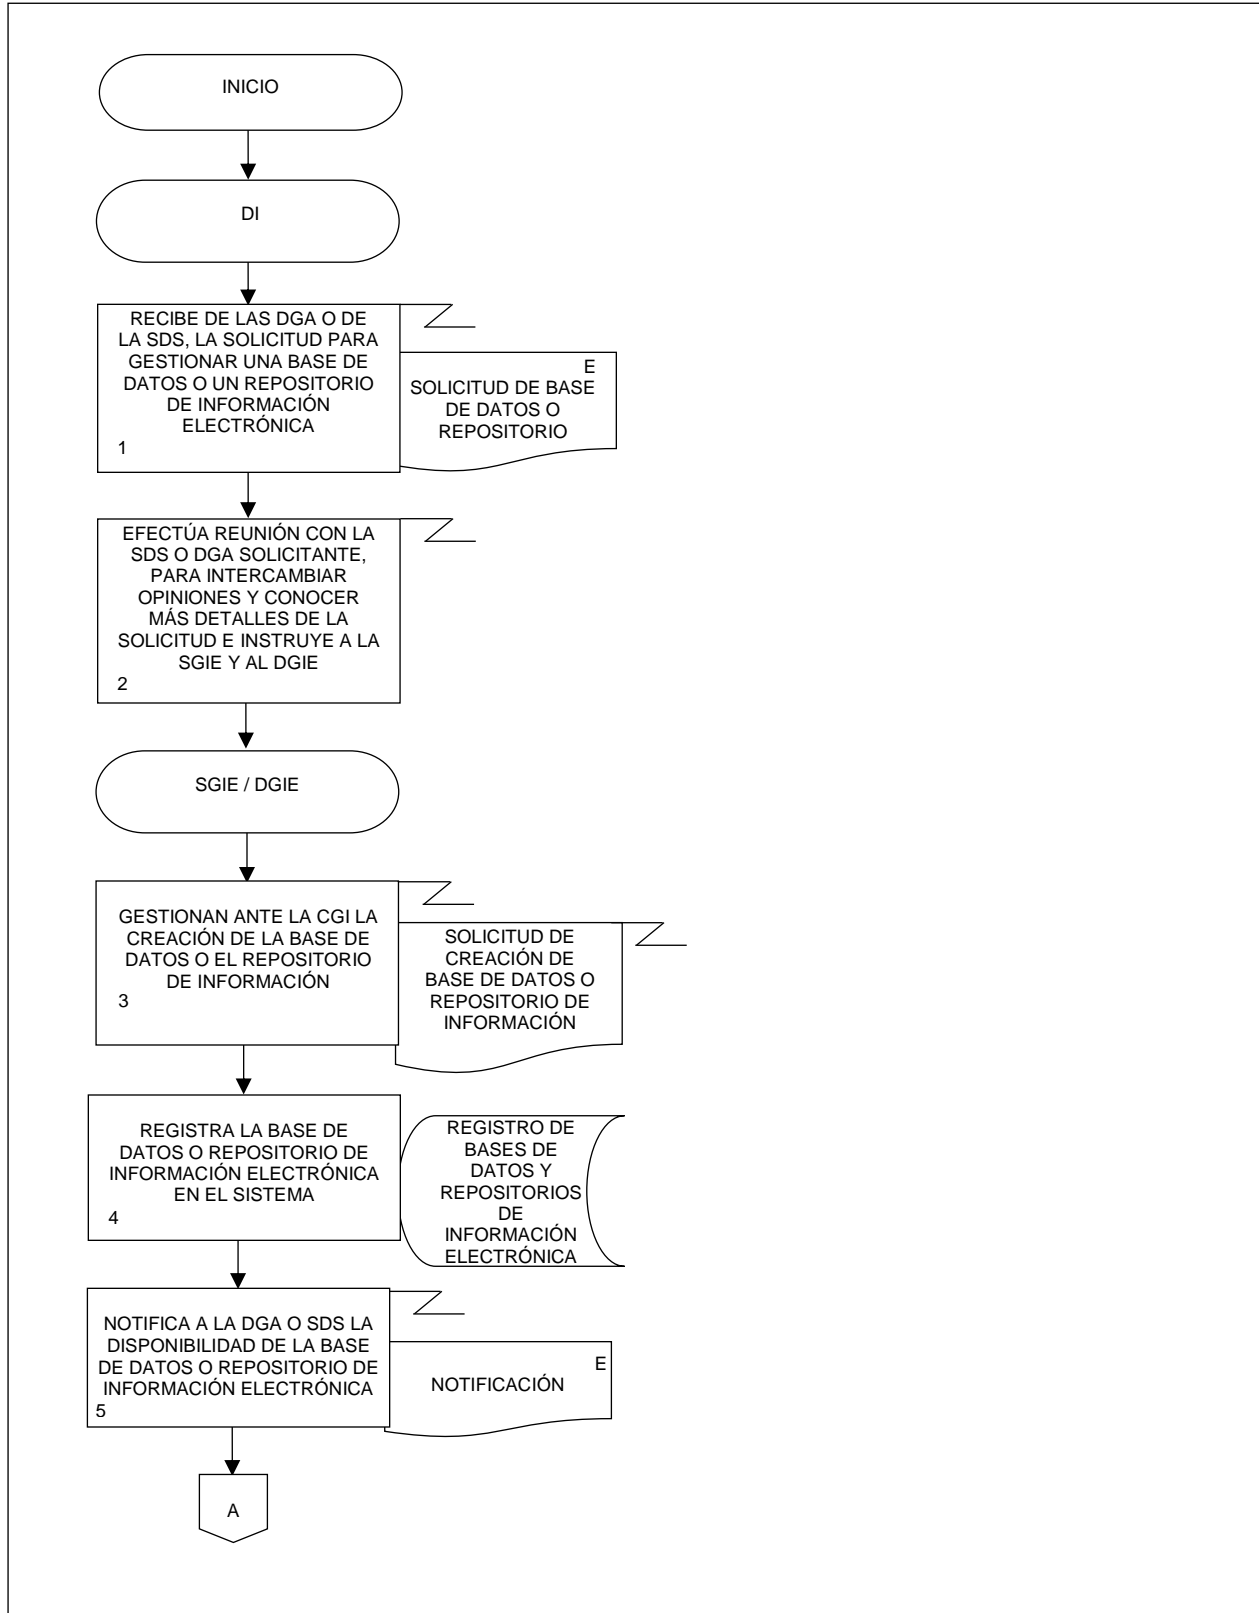 INICIO
DI
RECIBE DE LAS DGA O DE
LA SDS, LA SOLICITUD PARA
GESTIONAR UNA BASE DE
DATOS O UN REPOSITORIO
DE INFORMACIÓN
ELECTRÓNICA
1
E
SOLICITUD DE BASE
DE DATOS O
REPOSITORIO
EFECTÚA REUNIÓN CON LA
SDS O DGA SOLICITANTE,
PARA INTERCAMBIAR
OPINIONES Y CONOCER
MÁS DETALLES DE LA
SOLICITUD E INSTRUYE A LA
SGIE Y AL DGIE
2
SGIE / DGIE
GESTIONAN ANTE LA CGI LA
CREACIÓN DE LA BASE DE
DATOS O EL REPOSITORIO
DE INFORMACIÓN
3
SOLICITUD DE
CREACIÓN DE
BASE DE DATOS O
REPOSITORIO DE
INFORMACIÓN
REGISTRA LA BASE DE
DATOS O REPOSITORIO DE
INFORMACIÓN ELECTRÓNICA
EN EL SISTEMA
4
REGISTRO DE
BASES DE
DATOS Y
REPOSITORIOS
DE
INFORMACIÓN
ELECTRÓNICA
NOTIFICA A LA DGA O SDS LA
DISPONIBILIDAD DE LA BASE
DE DATOS O REPOSITORIO DE
INFORMACIÓN ELECTRÓNICA
5
E
NOTIFICACIÓN
A